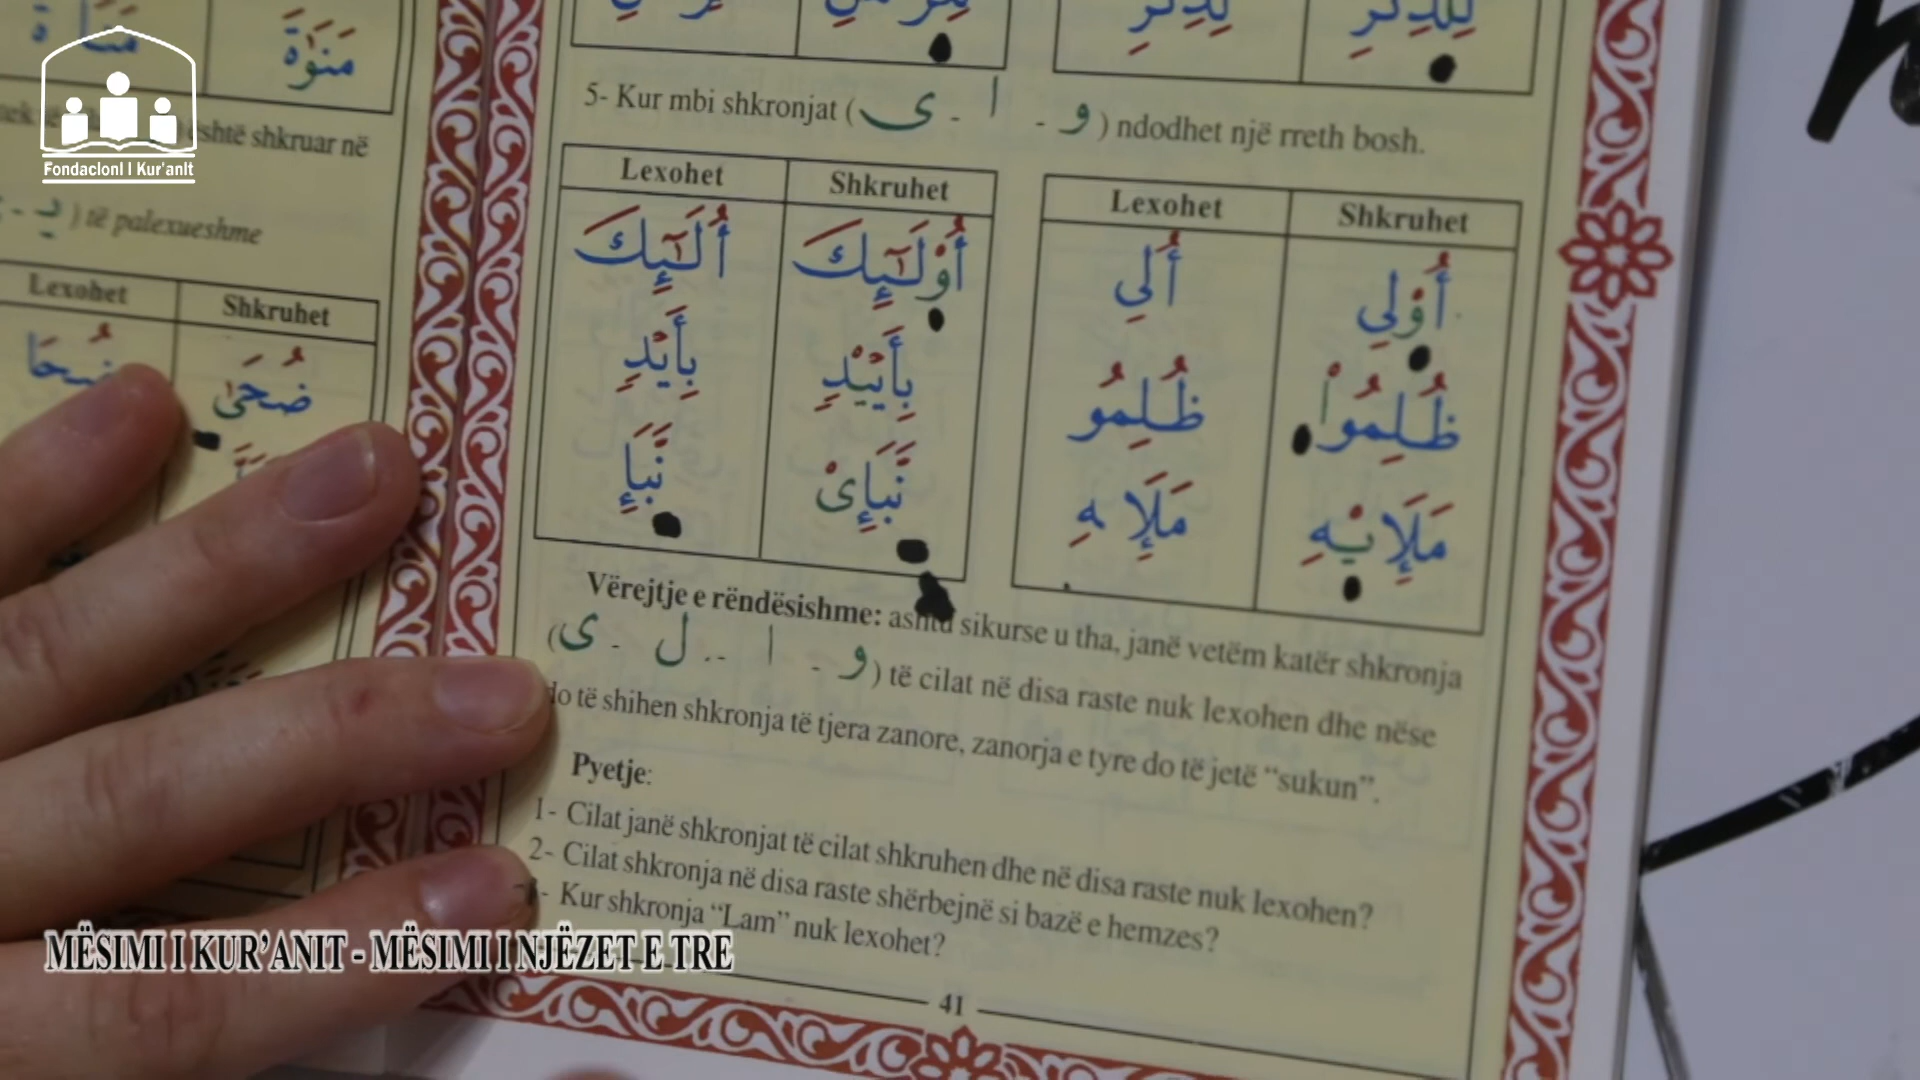 Fondacioni i Kur'anit
مَنَوٰةَ
është shkruar në
) të palexueshme
Lexohet Shkruhet
ضُحَىٰ
لِلذِكْرِ
5- Kur mbi shkronjat ( و - ا - ى ) ndodhet një rreth bosh.
Lexohet Shkruhet
أُلَـٰٓئِكَ أُوْلَـٰٓئِكَ
بِأَيْدٍ بِأَييْدٍ
نَّبَإِ نَّبَإِىْ
Lexohet Shkruhet
أُلِي أُوْلِي
ظُلِمُو ظُلِمُواْ
مَلَإِهِ مَلَإِيْهِ
Vërejtje e rëndësishme: ashtu sikurse u tha, janë vetëm katër shkronja
( و - ا - ل - ى ) të cilat në disa raste nuk lexohen dhe nëse
do të shihen shkronja të tjera zanore, zanorja e tyre do të jetë “sukun”.
Pyetje:
1- Cilat janë shkronjat të cilat shkruhen dhe në disa raste nuk lexohen?
2- Cilat shkronja në disa raste shërbejnë si bazë e hemzes?
- Kur shkronja “Lam” nuk lexohet?
41
MËSIMI I KUR’ANIT - MËSIMI I NJËZET E TRE